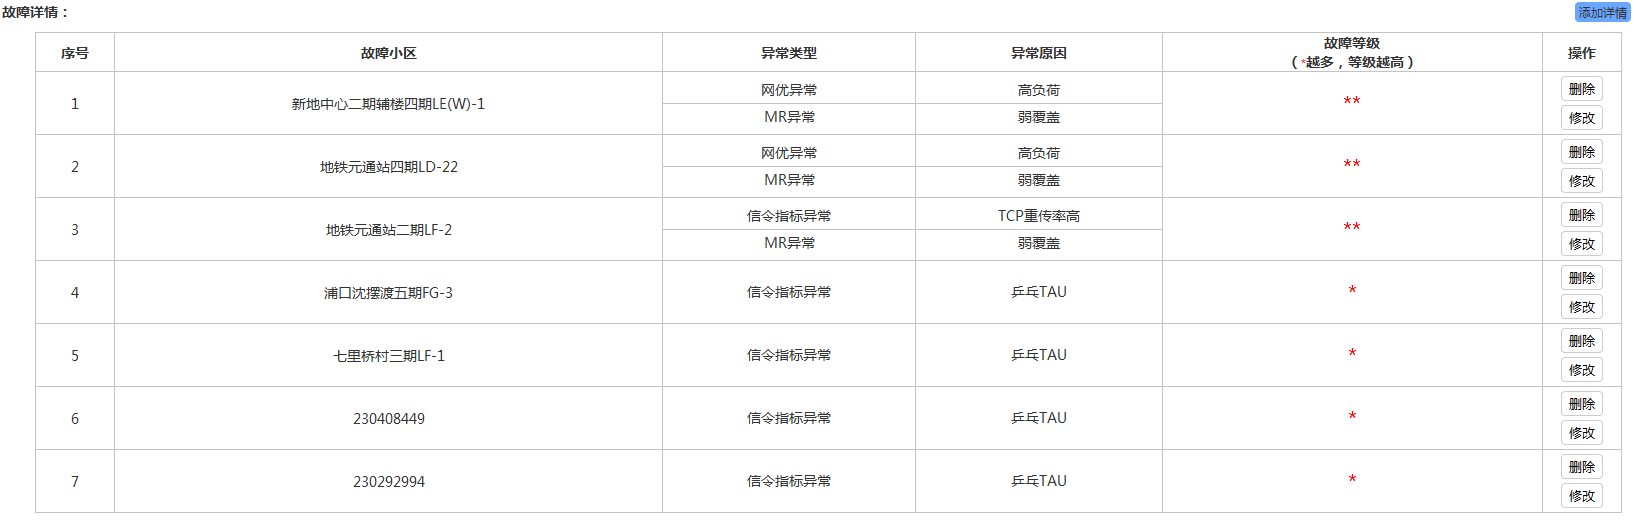 故障详情：
添加详情
序号 故障小区 异常类型 异常原因 故障等级 操作
（*越多，等级越高）
1 新地中心二期辅楼四期LE(W)-1 网优异常 高负荷 ** 删除
MR异常 弱覆盖 修改
2 地铁元通站四期LD-22 网优异常 高负荷 ** 删除
MR异常 弱覆盖 修改
3 地铁元通站二期LF-2 信令指标异常 TCP重传率高 ** 删除
MR异常 弱覆盖 修改
4 浦口沈摆渡五期FG-3 信令指标异常 乒乓TAU * 删除
修改
5 七里桥村三期LF-1 信令指标异常 乒乓TAU * 删除
修改
6 230408449 信令指标异常 乒乓TAU * 删除
修改
7 230292994 信令指标异常 乒乓TAU * 删除
修改